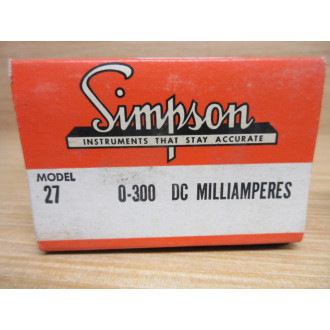 Simpson
INSTRUMENTS THAT STAY ACCURATE
MODEL
27 0-300 DC MILLIAMPERES